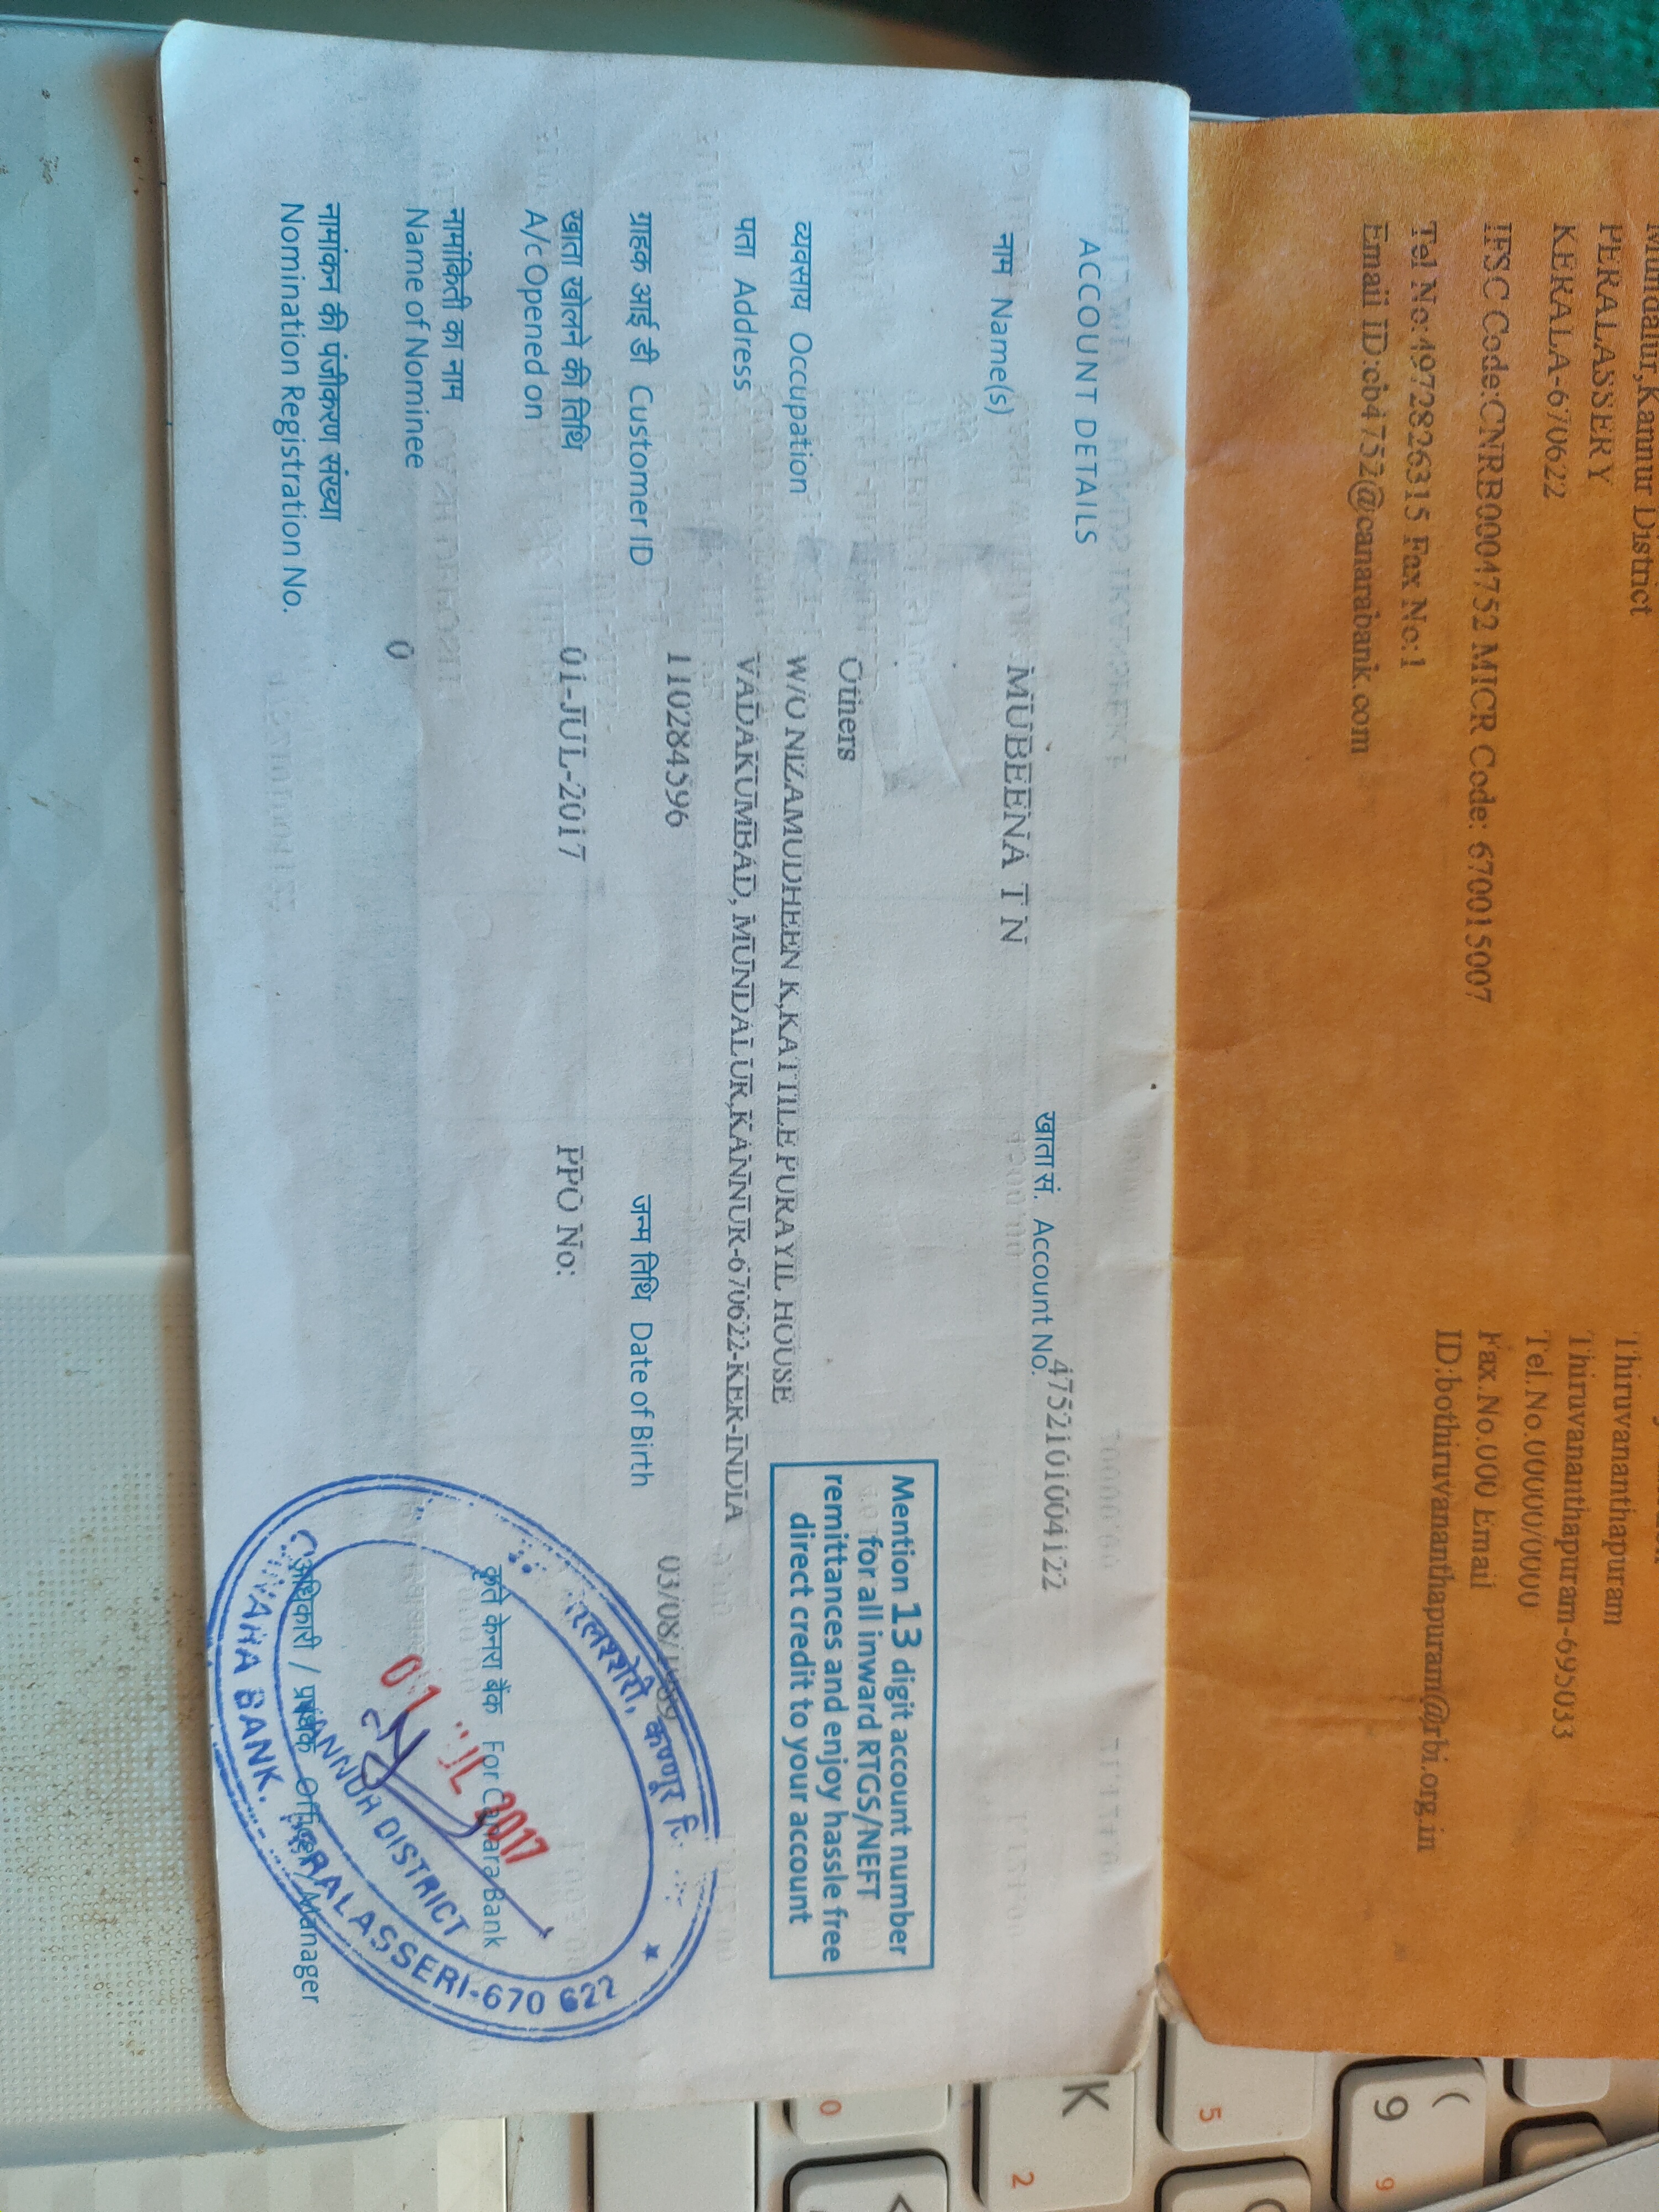 Mundalur,Kannur District
PERALASSERY
KERALA-670622
IFSC Code:CNRB0004752 MICR Code: 670015007
Tel No:4972826315 Fax No:1
Email ID:cb4752@canarabank.com
Thiruvananthapuram
Thiruvananthapuram-695033
Tel.No.00000/0000
Fax.No.000 Email
ID:bothiruvananthapuram@rbi.org.in
ACCOUNT DETAILS
खाता सं. Account No. 4752101004122
नाम Name(s) MUBEENA T N
Mention 13 digit account number
for all inward RTGS/NEFT
remittances and enjoy hassle free
direct credit to your account
व्यवसाय Occupation Others
पता Address W/O NIZAMUDHEEN K,KATTILE PURAYIL HOUSE
VADAKUMBAD, MUNDALUR,KANNUR-670622-KER-INDIA
ग्राहक आई डी Customer ID 110284596
जन्म तिथि Date of Birth 03/08/1989
खाता खोलने की तिथि
A/c Opened on 01-JUL-2017 PPO No:
नामांकिती का नाम
Name of Nominee 0
नामांकन की पंजीकरण संख्या
Nomination Registration No.
कृते केनरा बैंक For Canara Bank
अधिकारी / प्रबंधक Officer / Manager
कण्णूर
01 JUL 2017
KANNUR DISTRICT
CANARA BANK, PERALASSERI-670 622
K
2
5
9
(
9
0